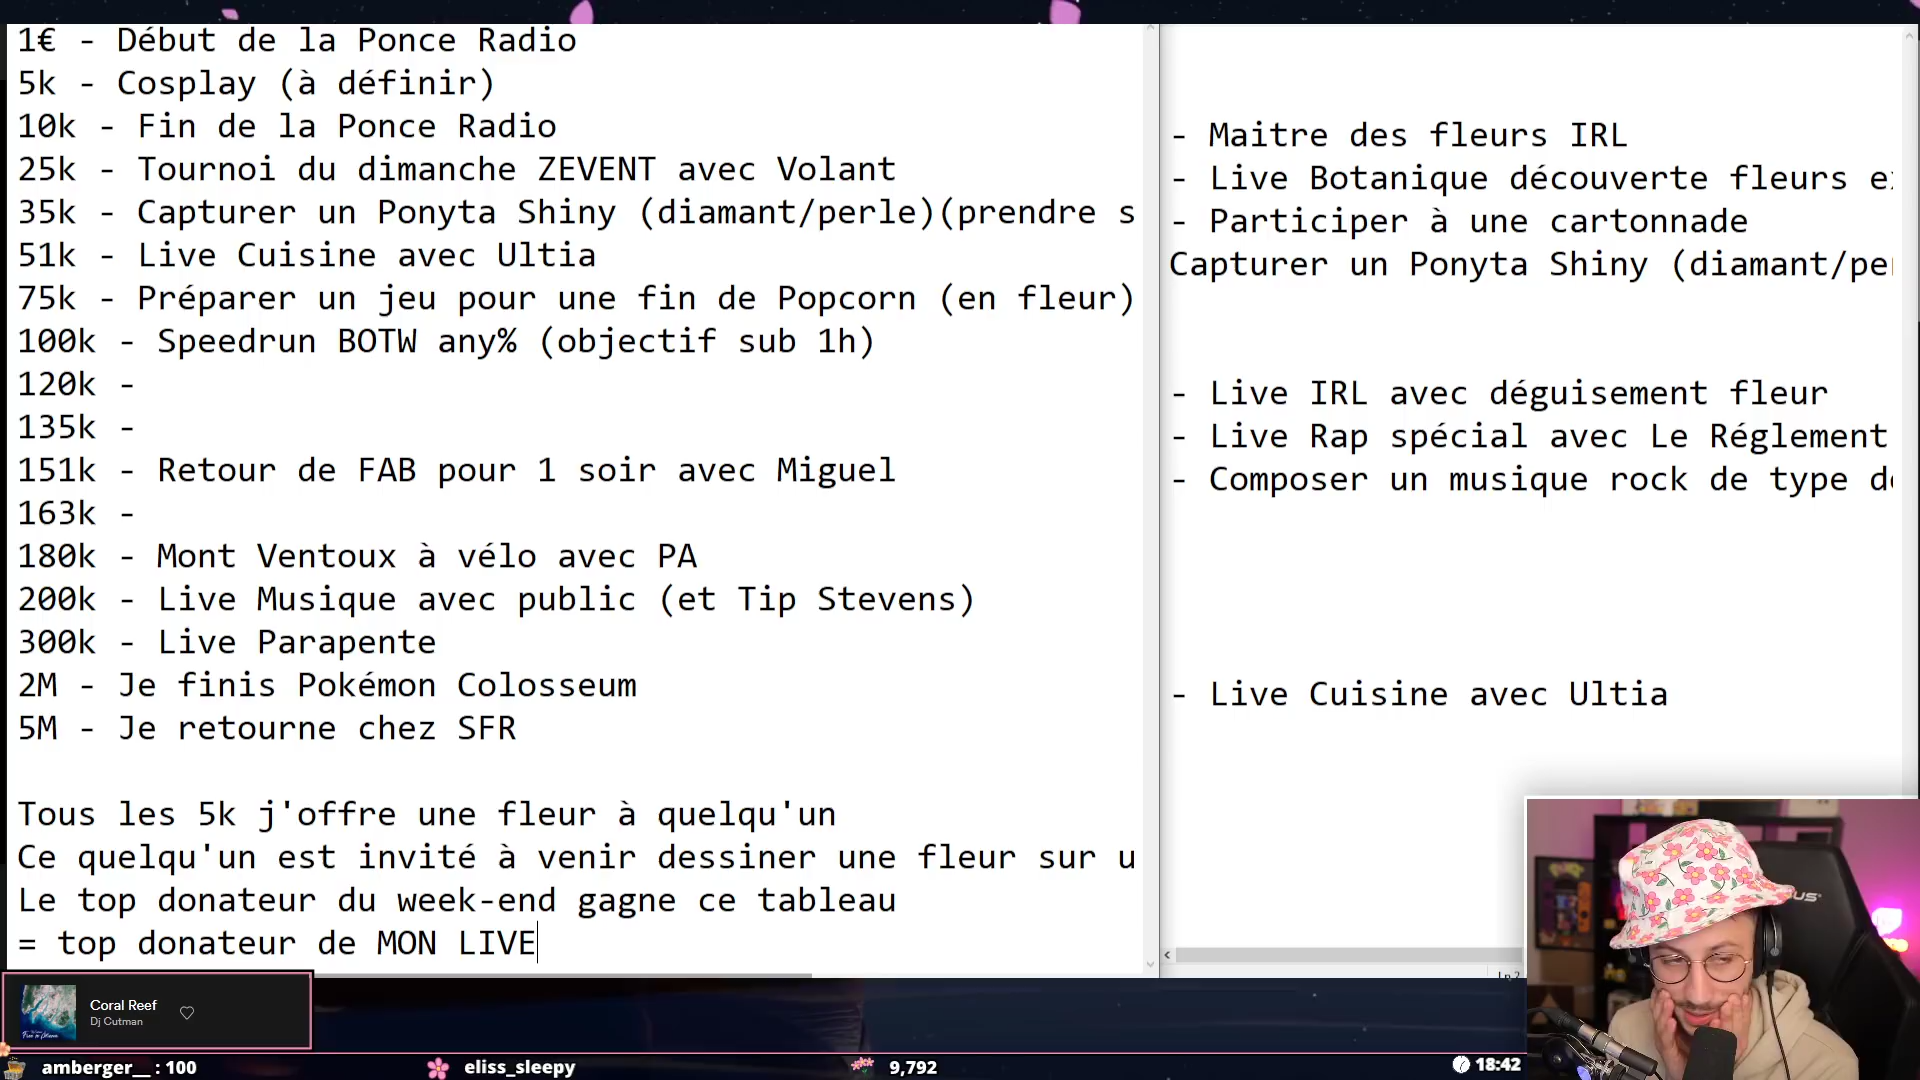 1€ - Début de la Ponce Radio
5k - Cosplay (à définir)
10k - Fin de la Ponce Radio
25k - Tournoi du dimanche ZEVENT avec Volant
35k - Capturer un Ponyta Shiny (diamant/perle)(prendre s
51k - Live Cuisine avec Ultia
75k - Préparer un jeu pour une fin de Popcorn (en fleur)
100k - Speedrun BOTW any% (objectif sub 1h)
120k -
135k -
151k - Retour de FAB pour 1 soir avec Miguel
163k -
180k - Mont Ventoux à vélo avec PA
200k - Live Musique avec public (et Tip Stevens)
300k - Live Parapente
2M - Je finis Pokémon Colosseum
5M - Je retourne chez SFR
Tous les 5k j'offre une fleur à quelqu'un
Ce quelqu'un est invité à venir dessiner une fleur sur u
Le top donateur du week-end gagne ce tableau
= top donateur de MON LIVE
- Maitre des fleurs IRL
- Live Botanique découverte fleurs e
- Participer à une cartonnade
Capturer un Ponyta Shiny (diamant/pe
- Live IRL avec déguisement fleur
- Live Rap spécial avec Le Réglement
- Composer un musique rock de type d
- Live Cuisine avec Ultia
Coral Reef
Dj Cutman
amberger__ : 100
eliss_sleepy
9,792
18:42